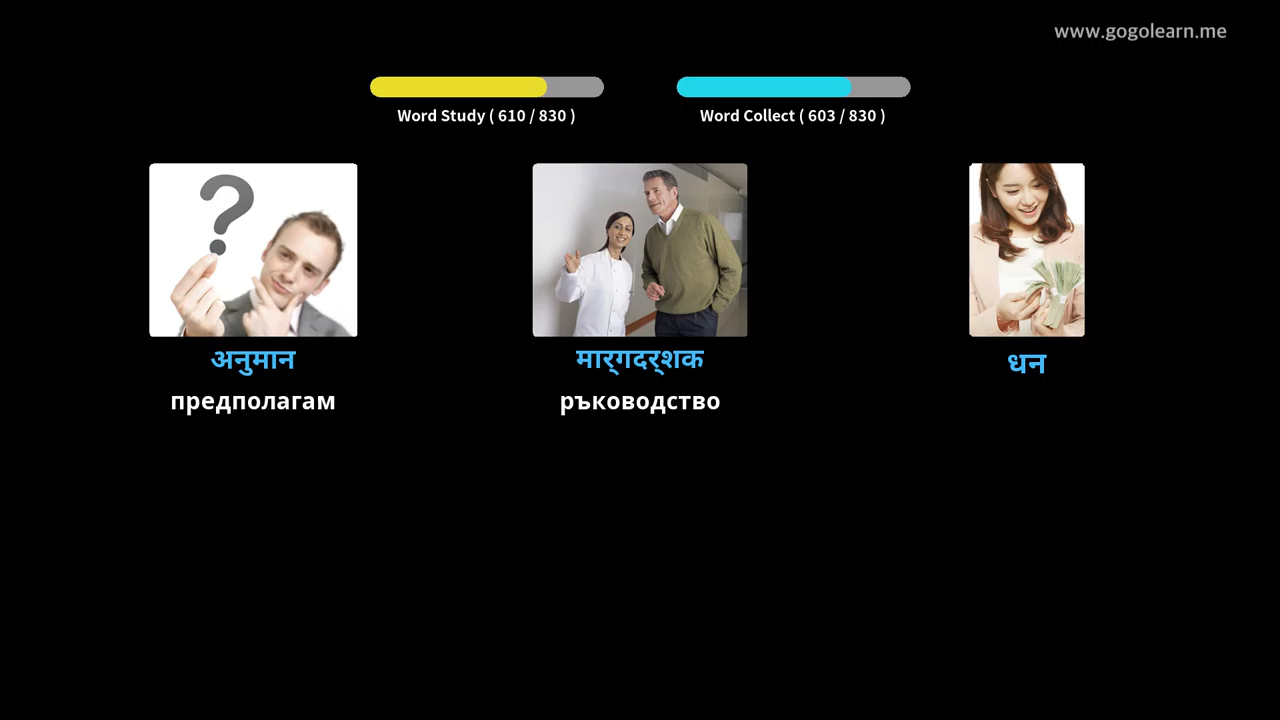 www.gogolearn.me
Word Study ( 610 / 830 )
Word Collect ( 603 / 830 )
?
अनुमान
предполагам
मार्‌गदर्‌शक
ръководство
धन